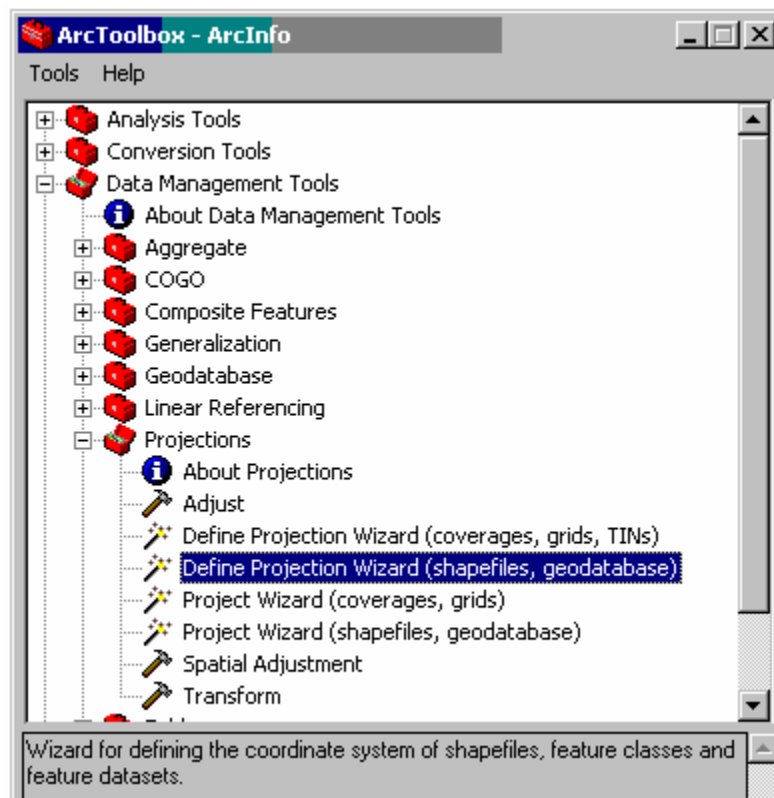 ArcToolbox - ArcInfo
Tools Help
Analysis Tools
Conversion Tools
Data Management Tools
About Data Management Tools
Aggregate
COGO
Composite Features
Generalization
Geodatabase
Linear Referencing
Projections
About Projections
Adjust
Define Projection Wizard (coverages, grids, TINs)
Define Projection Wizard (shapefiles, geodatabase)
Project Wizard (coverages, grids)
Project Wizard (shapefiles, geodatabase)
Spatial Adjustment
Transform
Wizard for defining the coordinate system of shapefiles, feature classes and
feature datasets.